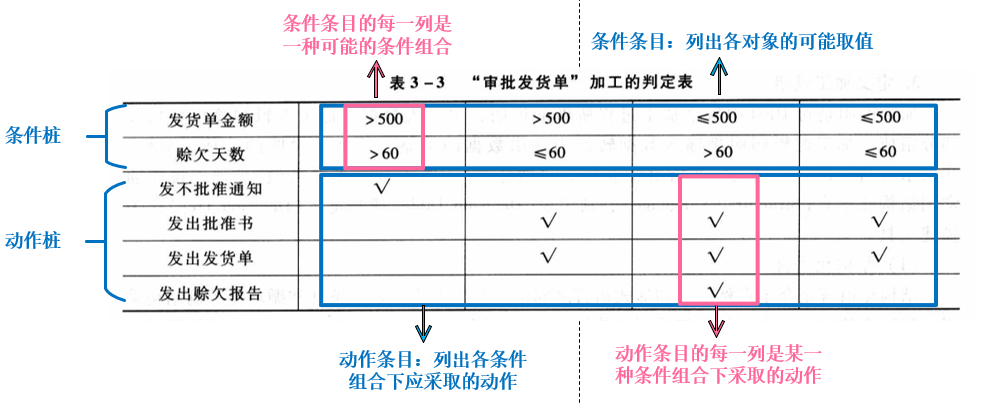 条件条目的每一列是
一种可能的条件组合
条件条目：列出各对象的可能取值
表 3-3 “审批发货单”加工的判定表
条件桩
发货单金额 >500 >500 ≤500 ≤500
赊欠天数 >60 ≤60 >60 ≤60
动作桩
发不批准通知 √
发出批准书 √ √ √
发出发货单 √ √ √
发出赊欠报告 √
动作条目：列出各条件
组合下应采取的动作
动作条目的每一列是某一
种条件组合下采取的动作